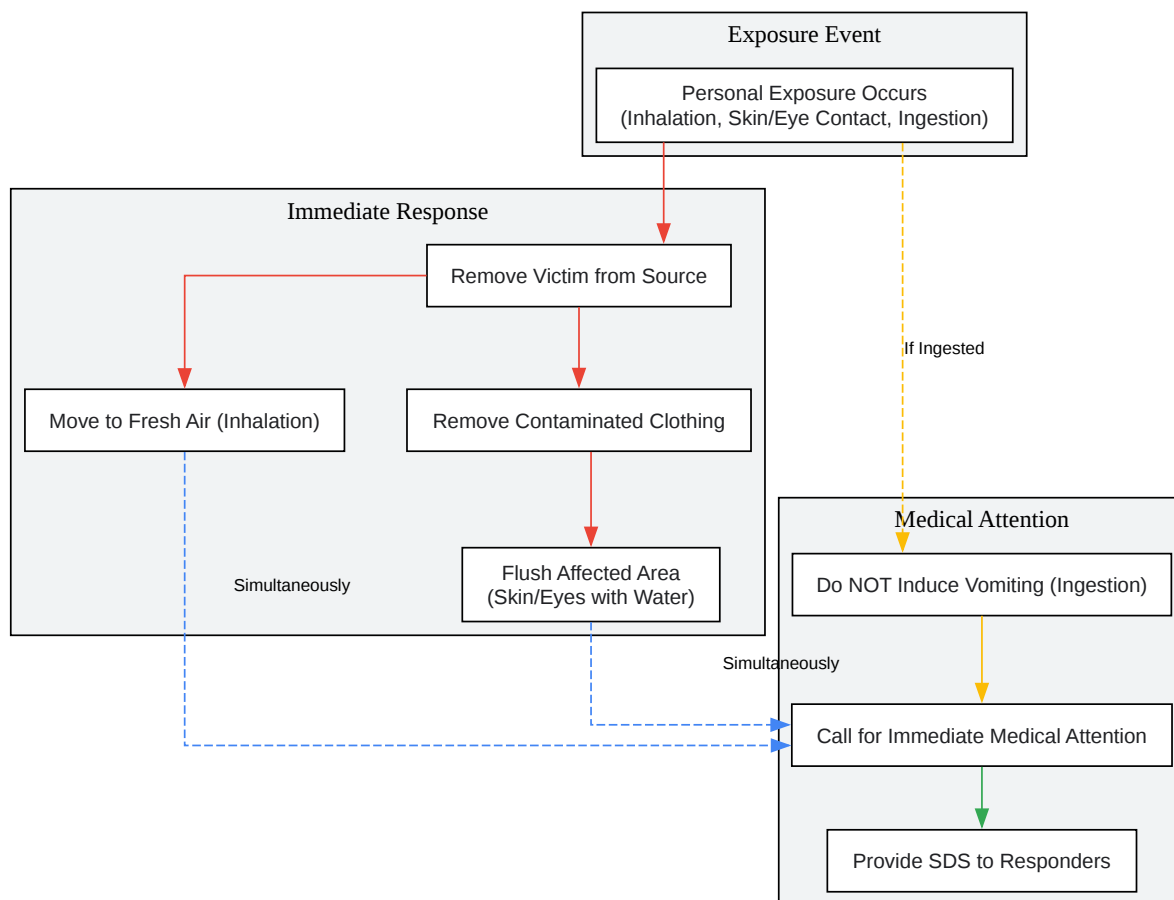 Exposure Event
Personal Exposure Occurs
(Inhalation, Skin/Eye Contact, Ingestion)
Immediate Response
Remove Victim from Source
If Ingested
Move to Fresh Air (Inhalation)
Remove Contaminated Clothing
Medical Attention
Flush Affected Area
(Skin/Eyes with Water)
Simultaneously
Do NOT Induce Vomiting (Ingestion)
Simultaneously
Call for Immediate Medical Attention
Provide SDS to Responders